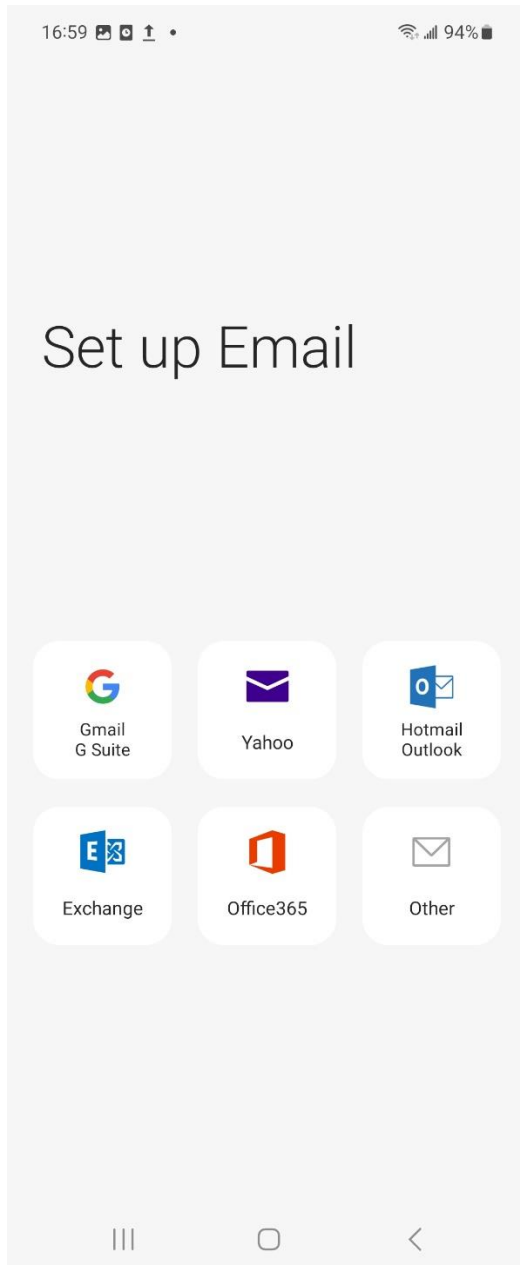 16:59 94%
Set up Email
Gmail
G Suite
Yahoo
Hotmail
Outlook
Exchange
Office365
Other